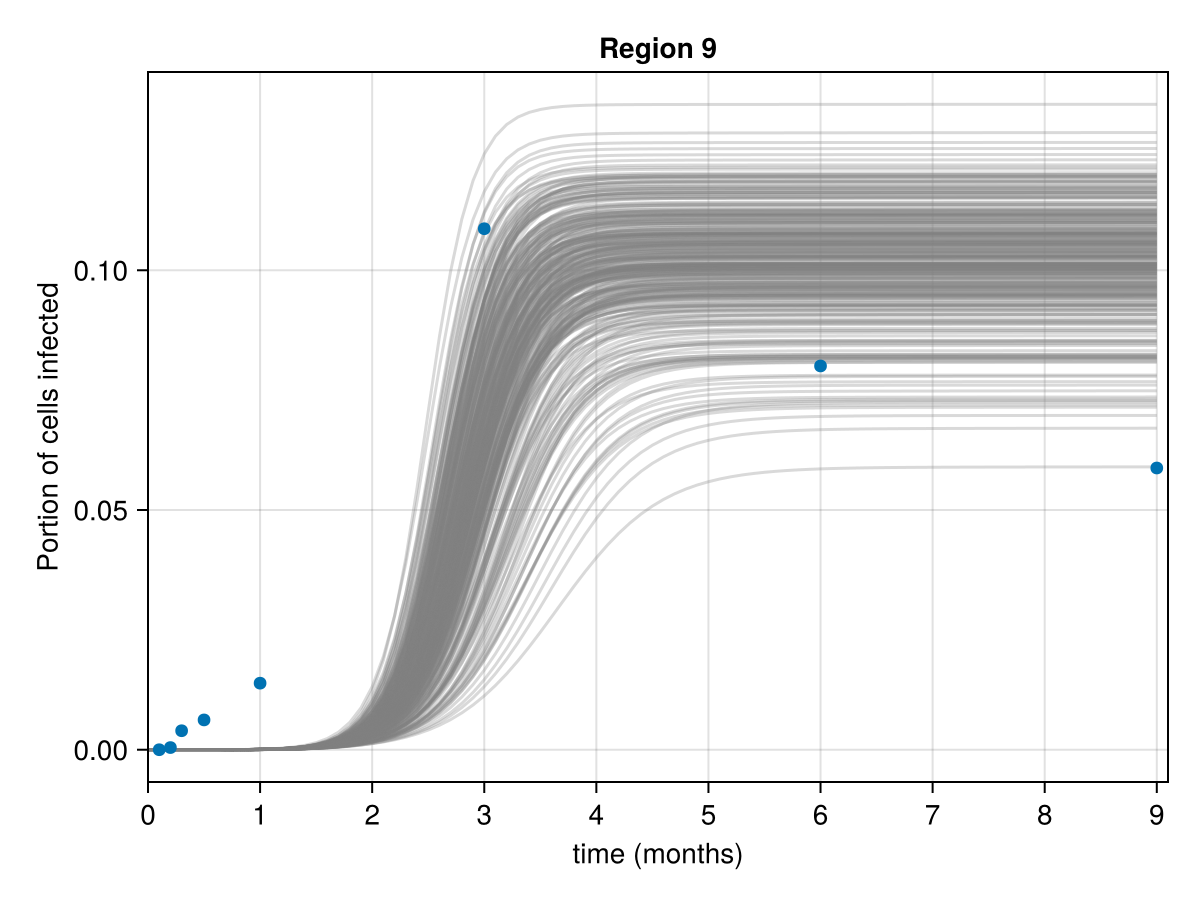 Region 9
Portion of cells infected
0.10
0.05
0.00
0 1 2 3 4 5 6 7 8 9
time (months)